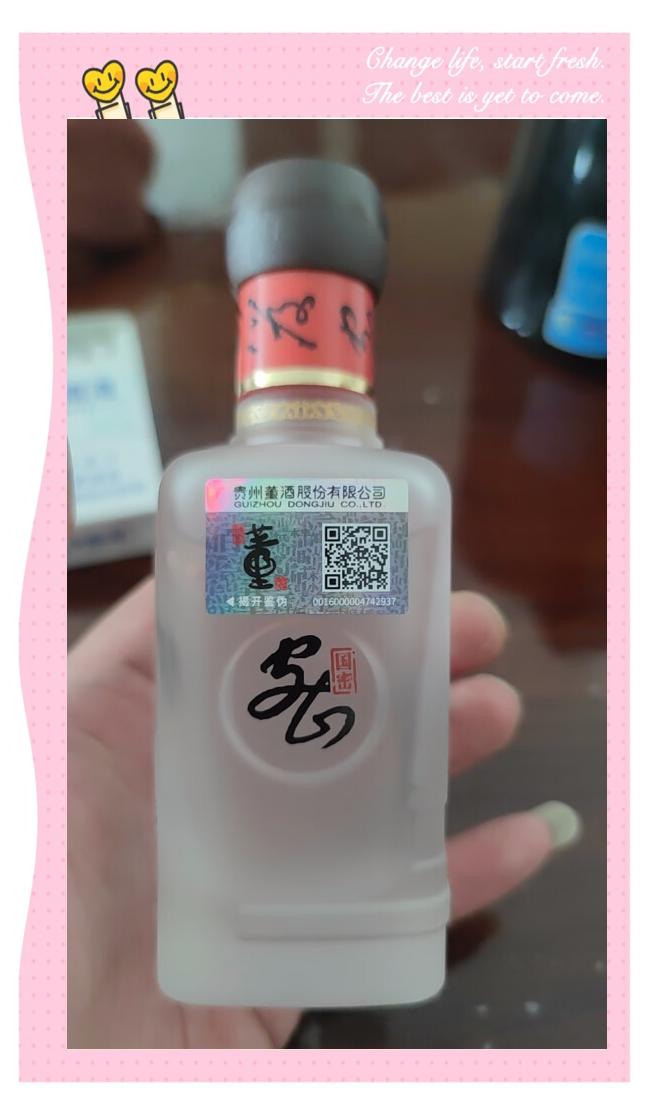 Change life, start fresh.
The best is yet to come.
贵州董酒股份有限公司
GUIZHOU DONGJIU CO.,LTD.
董
◀揭开鉴伪
0016000004742937
密
国密